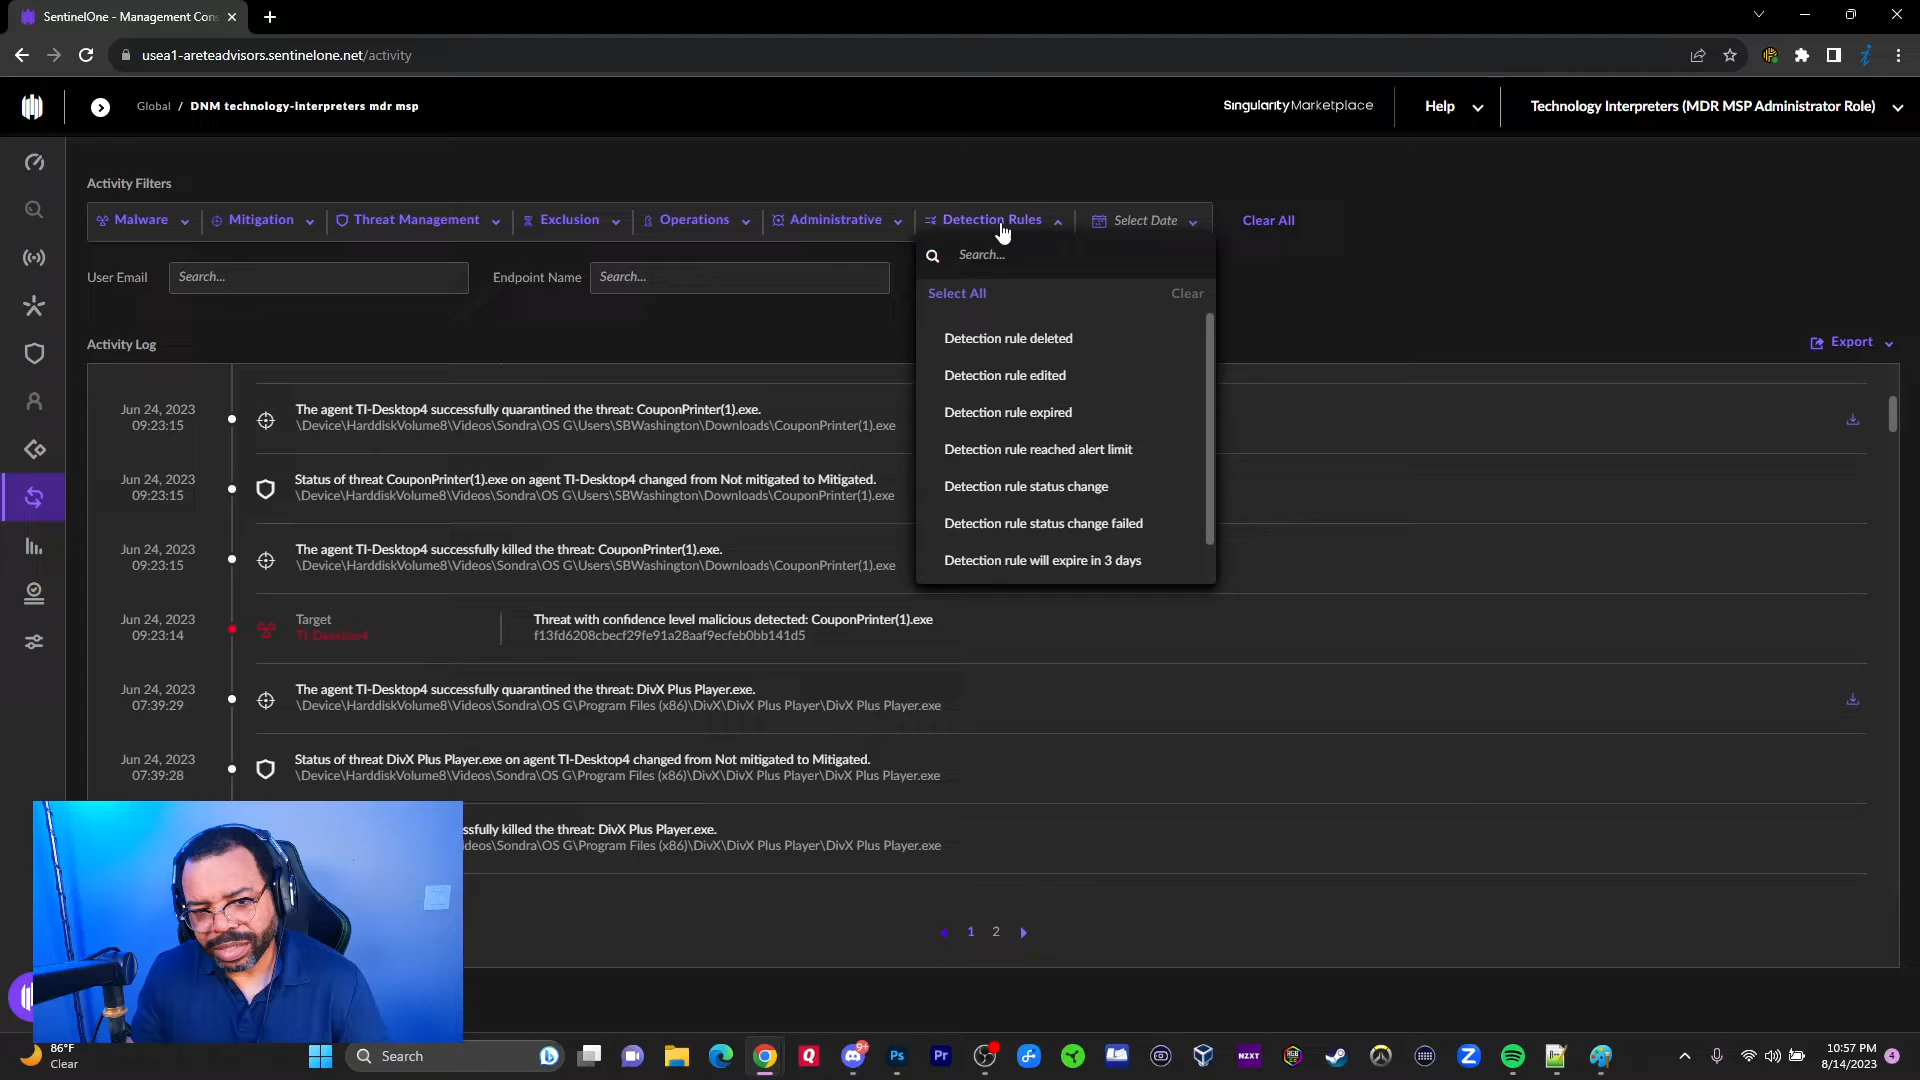 SentinelOne - Management Cons
usea1-areteadvisors.sentinelone.net/activity
Global / DNM technology-interpreters mdr msp
Singularity Marketplace
Help
Technology Interpreters (MDR MSP Administrator Role)
Activity Filters
Malware
Mitigation
Threat Management
Exclusion
Operations
Administrative
Detection Rules
Select Date
Clear All
User Email
Search...
Endpoint Name
Search...
Search...
Select All
Clear
Detection rule deleted
Detection rule edited
Detection rule expired
Detection rule reached alert limit
Detection rule status change
Detection rule status change failed
Detection rule will expire in 3 days
Activity Log
Export
Jun 24, 2023
09:23:15
The agent TI-Desktop4 successfully quarantined the threat: CouponPrinter(1).exe.
\Device\HarddiskVolume8\Videos\Sondra\OS G\Users\SBWashington\Downloads\CouponPrinter(1).exe
Jun 24, 2023
09:23:15
Status of threat CouponPrinter(1).exe on agent TI-Desktop4 changed from Not mitigated to Mitigated.
\Device\HarddiskVolume8\Videos\Sondra\OS G\Users\SBWashington\Downloads\CouponPrinter(1).exe
Jun 24, 2023
09:23:15
The agent TI-Desktop4 successfully killed the threat: CouponPrinter(1).exe.
\Device\HarddiskVolume8\Videos\Sondra\OS G\Users\SBWashington\Downloads\CouponPrinter(1).exe
Jun 24, 2023
09:23:14
Target
TI-Desktop4
Threat with confidence level malicious detected: CouponPrinter(1).exe
f13fd6208cbecf29fe91a28aaf9ecfeb0bb141d5
Jun 24, 2023
07:39:29
The agent TI-Desktop4 successfully quarantined the threat: DivX Plus Player.exe.
\Device\HarddiskVolume8\Videos\Sondra\OS G\Program Files (x86)\DivX\DivX Plus Player\DivX Plus Player.exe
Jun 24, 2023
07:39:28
Status of threat DivX Plus Player.exe on agent TI-Desktop4 changed from Not mitigated to Mitigated.
\Device\HarddiskVolume8\Videos\Sondra\OS G\Program Files (x86)\DivX\DivX Plus Player\DivX Plus Player.exe
ssfully killed the threat: DivX Plus Player.exe.
ideos\Sondra\OS G\Program Files (x86)\DivX\DivX Plus Player\DivX Plus Player.exe
1 2
86°F
Clear
Search
9+
Ps
Pr
NZXT
10:57 PM
8/14/2023
4